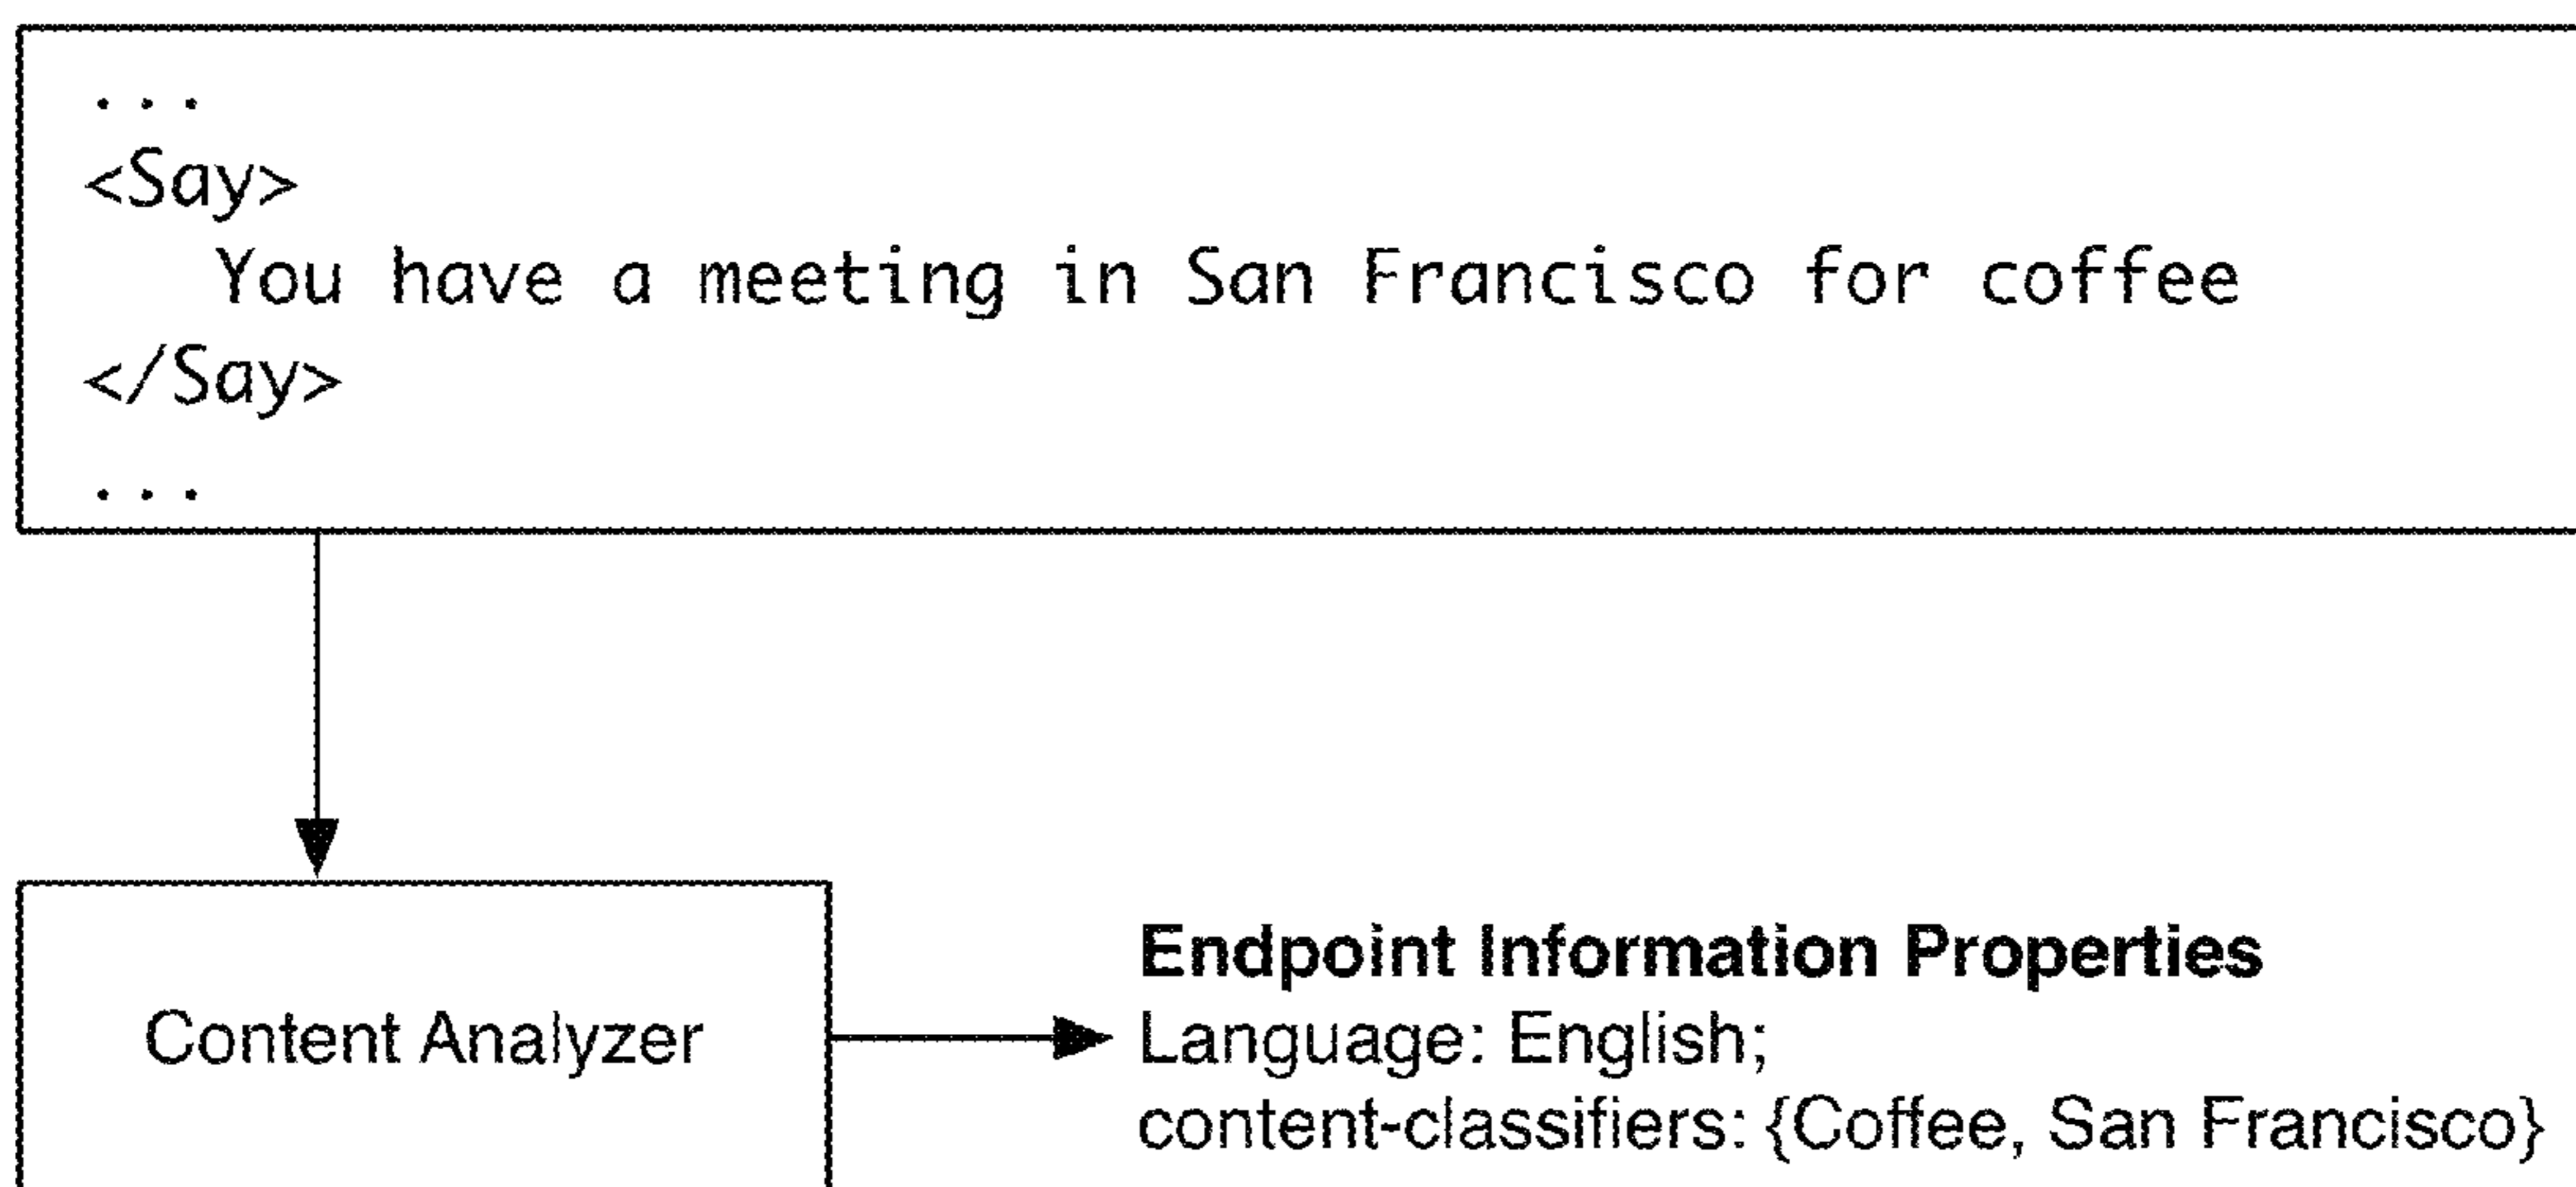 ...
<Say>
You have a meeting in San Francisco for coffee
</Say>
...
Content Analyzer
Endpoint Information Properties
Language: English;
content-classifiers: {Coffee, San Francisco}